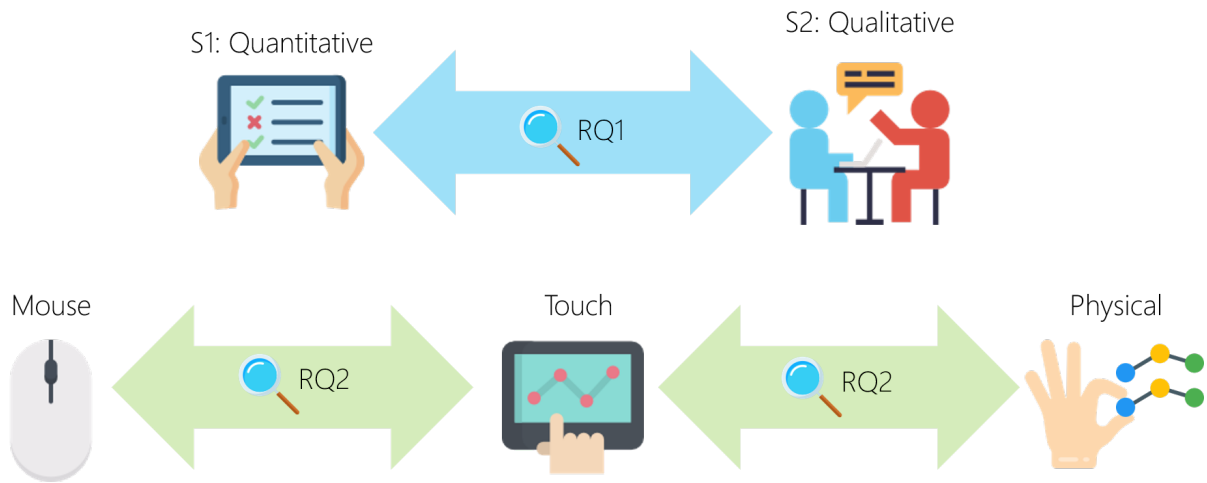 S1: Quantitative
S2: Qualitative
RQ1
Mouse
Touch
Physical
RQ2
RQ2